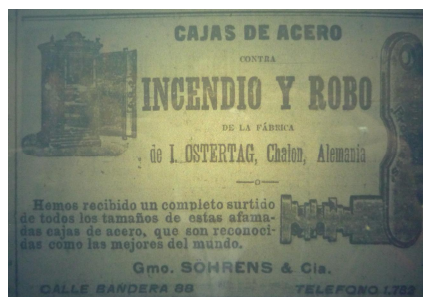 CAJAS DE ACERO
CONTRA
INCENDIO Y ROBO
DE LA FÁBRICA
de I. OSTERTAG, Chalon, Alemania
Hemos recibido un completo surtido
de todos los tamaños de estas afama-
das cajas de acero, que son reconoci-
das como las mejores del mundo.
Gmo. SOHRENS & Cia.
CALLE BANDERA 88 TELEFONO 1,752